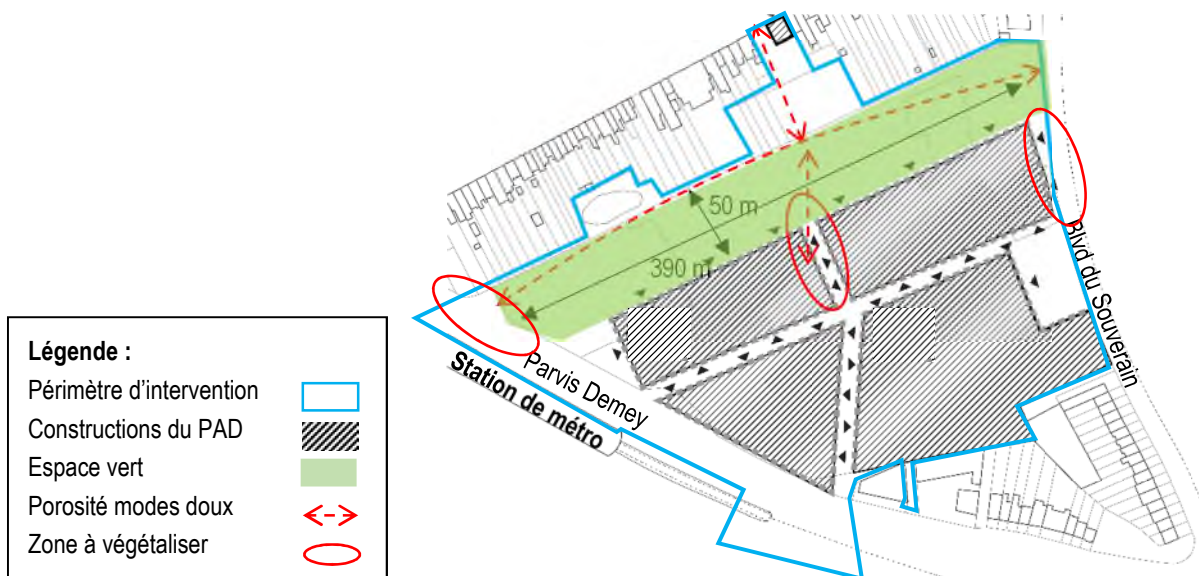 50 m
390 m
Blvd du Souverain
Parvis Demey
Station de métro
Légende :
Périmètre d’intervention
Constructions du PAD
Espace vert
Porosité modes doux
Zone à végétaliser